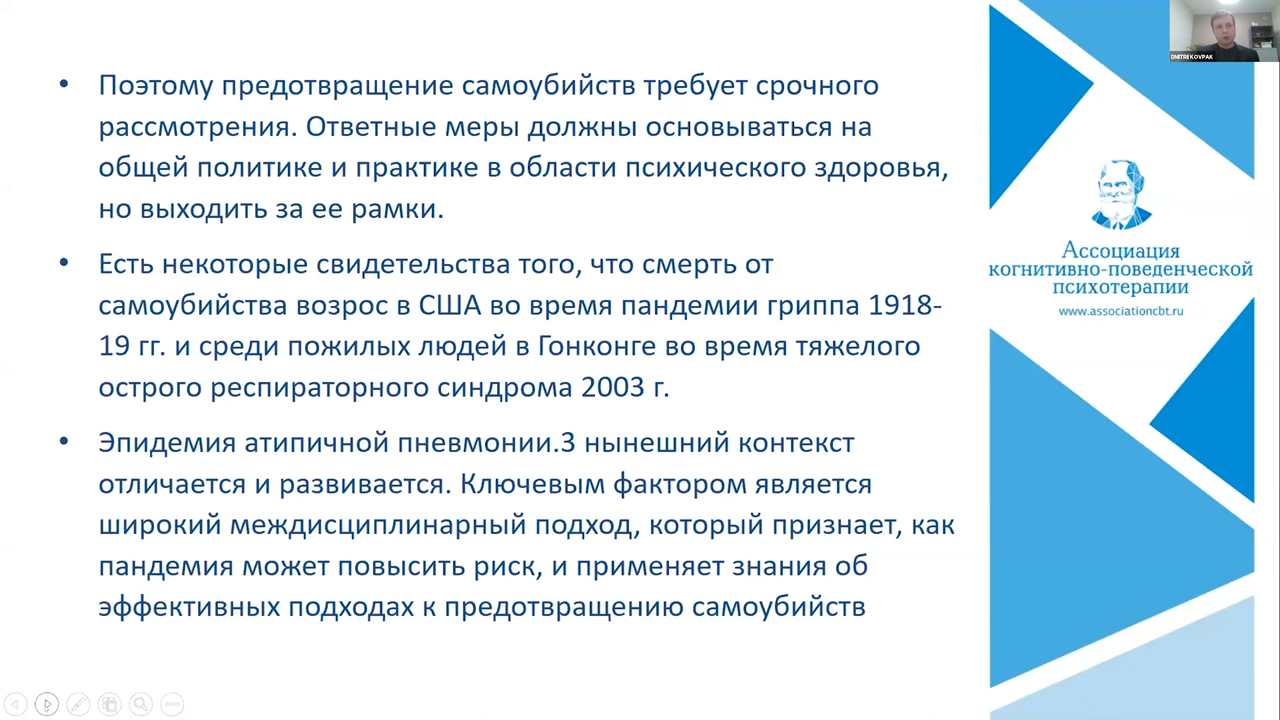 DMITRII KOVPAK
• Поэтому предотвращение самоубийств требует срочного
рассмотрения. Ответные меры должны основываться на
общей политике и практике в области психического здоровья,
но выходить за ее рамки.
• Есть некоторые свидетельства того, что смерть от
самоубийства возрос в США во время пандемии гриппа 1918-
19 гг. и среди пожилых людей в Гонконге во время тяжелого
острого респираторного синдрома 2003 г.
• Эпидемия атипичной пневмонии.3 нынешний контекст
отличается и развивается. Ключевым фактором является
широкий междисциплинарный подход, который признает, как
пандемия может повысить риск, и применяет знания об
эффективных подходах к предотвращению самоубийств
Ассоциация
когнитивно-поведенческой
психотерапии
www.associationcbt.ru